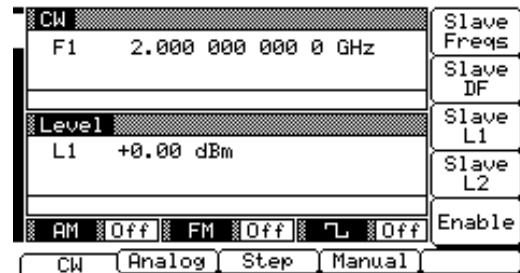 CW
F1 2.000 000 000 0 GHz
Level
L1 +0.00 dBm
AM Off FM Off Off
CW Analog Step Manual
Slave Freqs
Slave DF
Slave L1
Slave L2
Enable